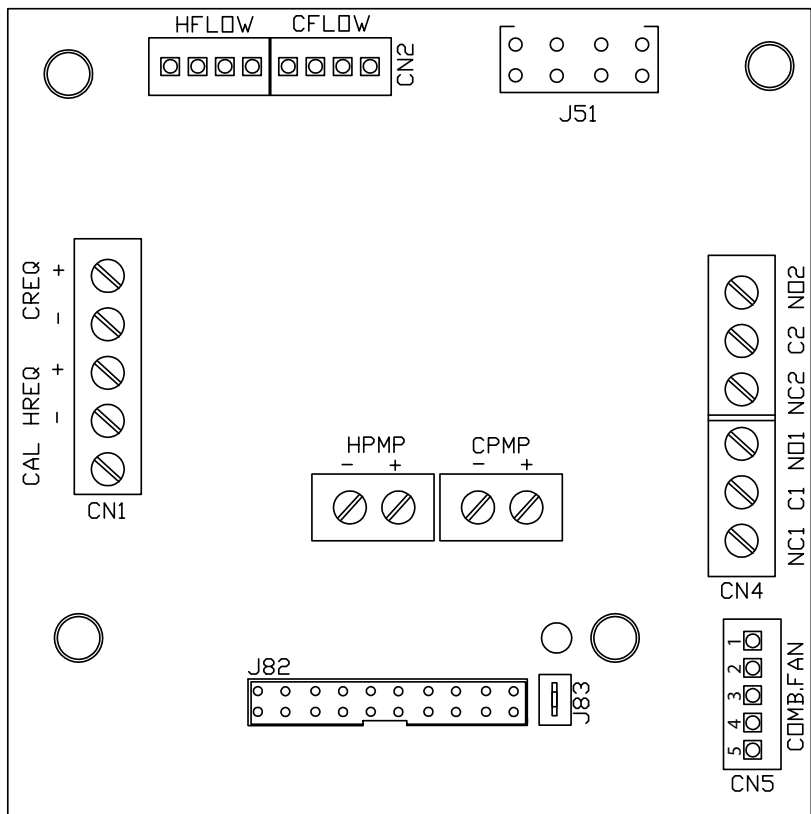 HFLOW CFLOW
CN2
J51
CREQ + -
HREQ + -
CAL
CN1
HPMP
- +
CPMP
- +
NO2
C2
NC2
NO1
C1
NC1
CN4
J82
J83
1
2
3
4
5
COMB.FAN
CN5